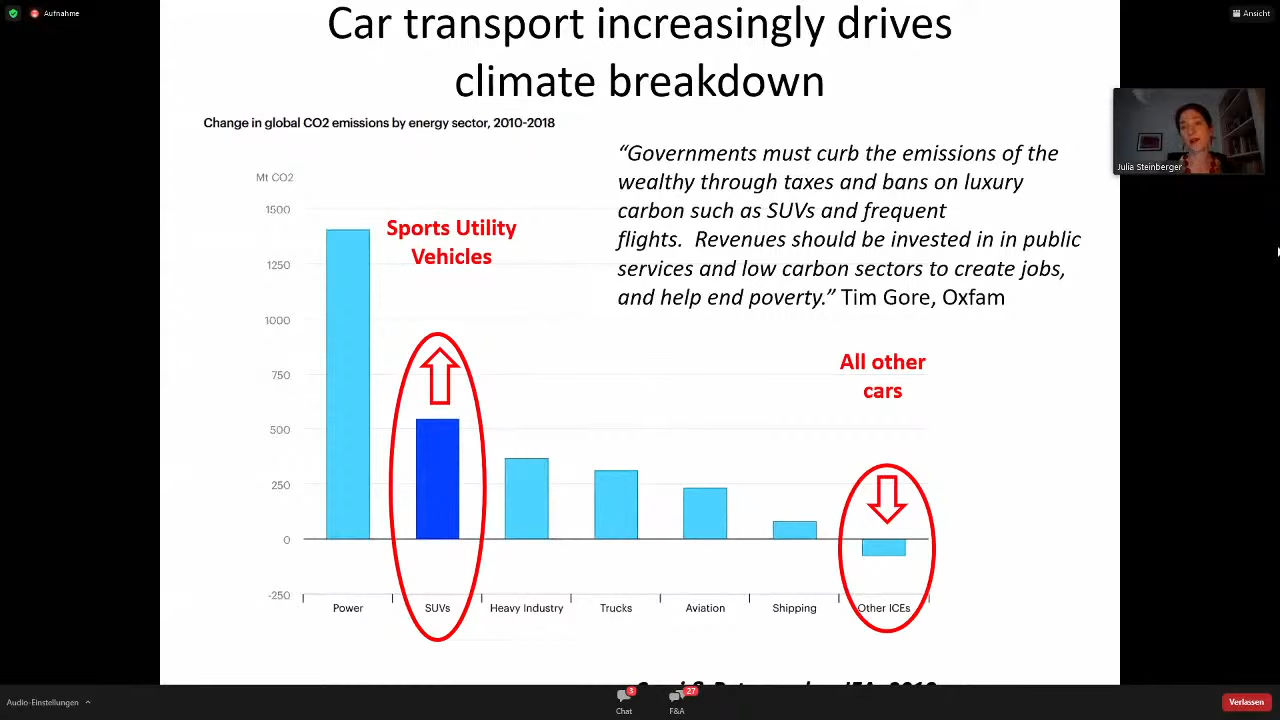 Aufnahme
Ansicht
Car transport increasingly drives
climate breakdown
Change in global CO2 emissions by energy sector, 2010-2018
Julia Steinberger
“Governments must curb the emissions of the
wealthy through taxes and bans on luxury
carbon such as SUVs and frequent
flights.  Revenues should be invested in in public
services and low carbon sectors to create jobs,
and help end poverty.” Tim Gore, Oxfam
Mt CO2
1500
1250
1000
750
500
250
0
-250
Sports Utility
Vehicles
All other
cars
Power
SUVs
Heavy Industry
Trucks
Aviation
Shipping
Other ICEs
Audio-Einstellungen
3
Chat
27
F&A
Verlassen